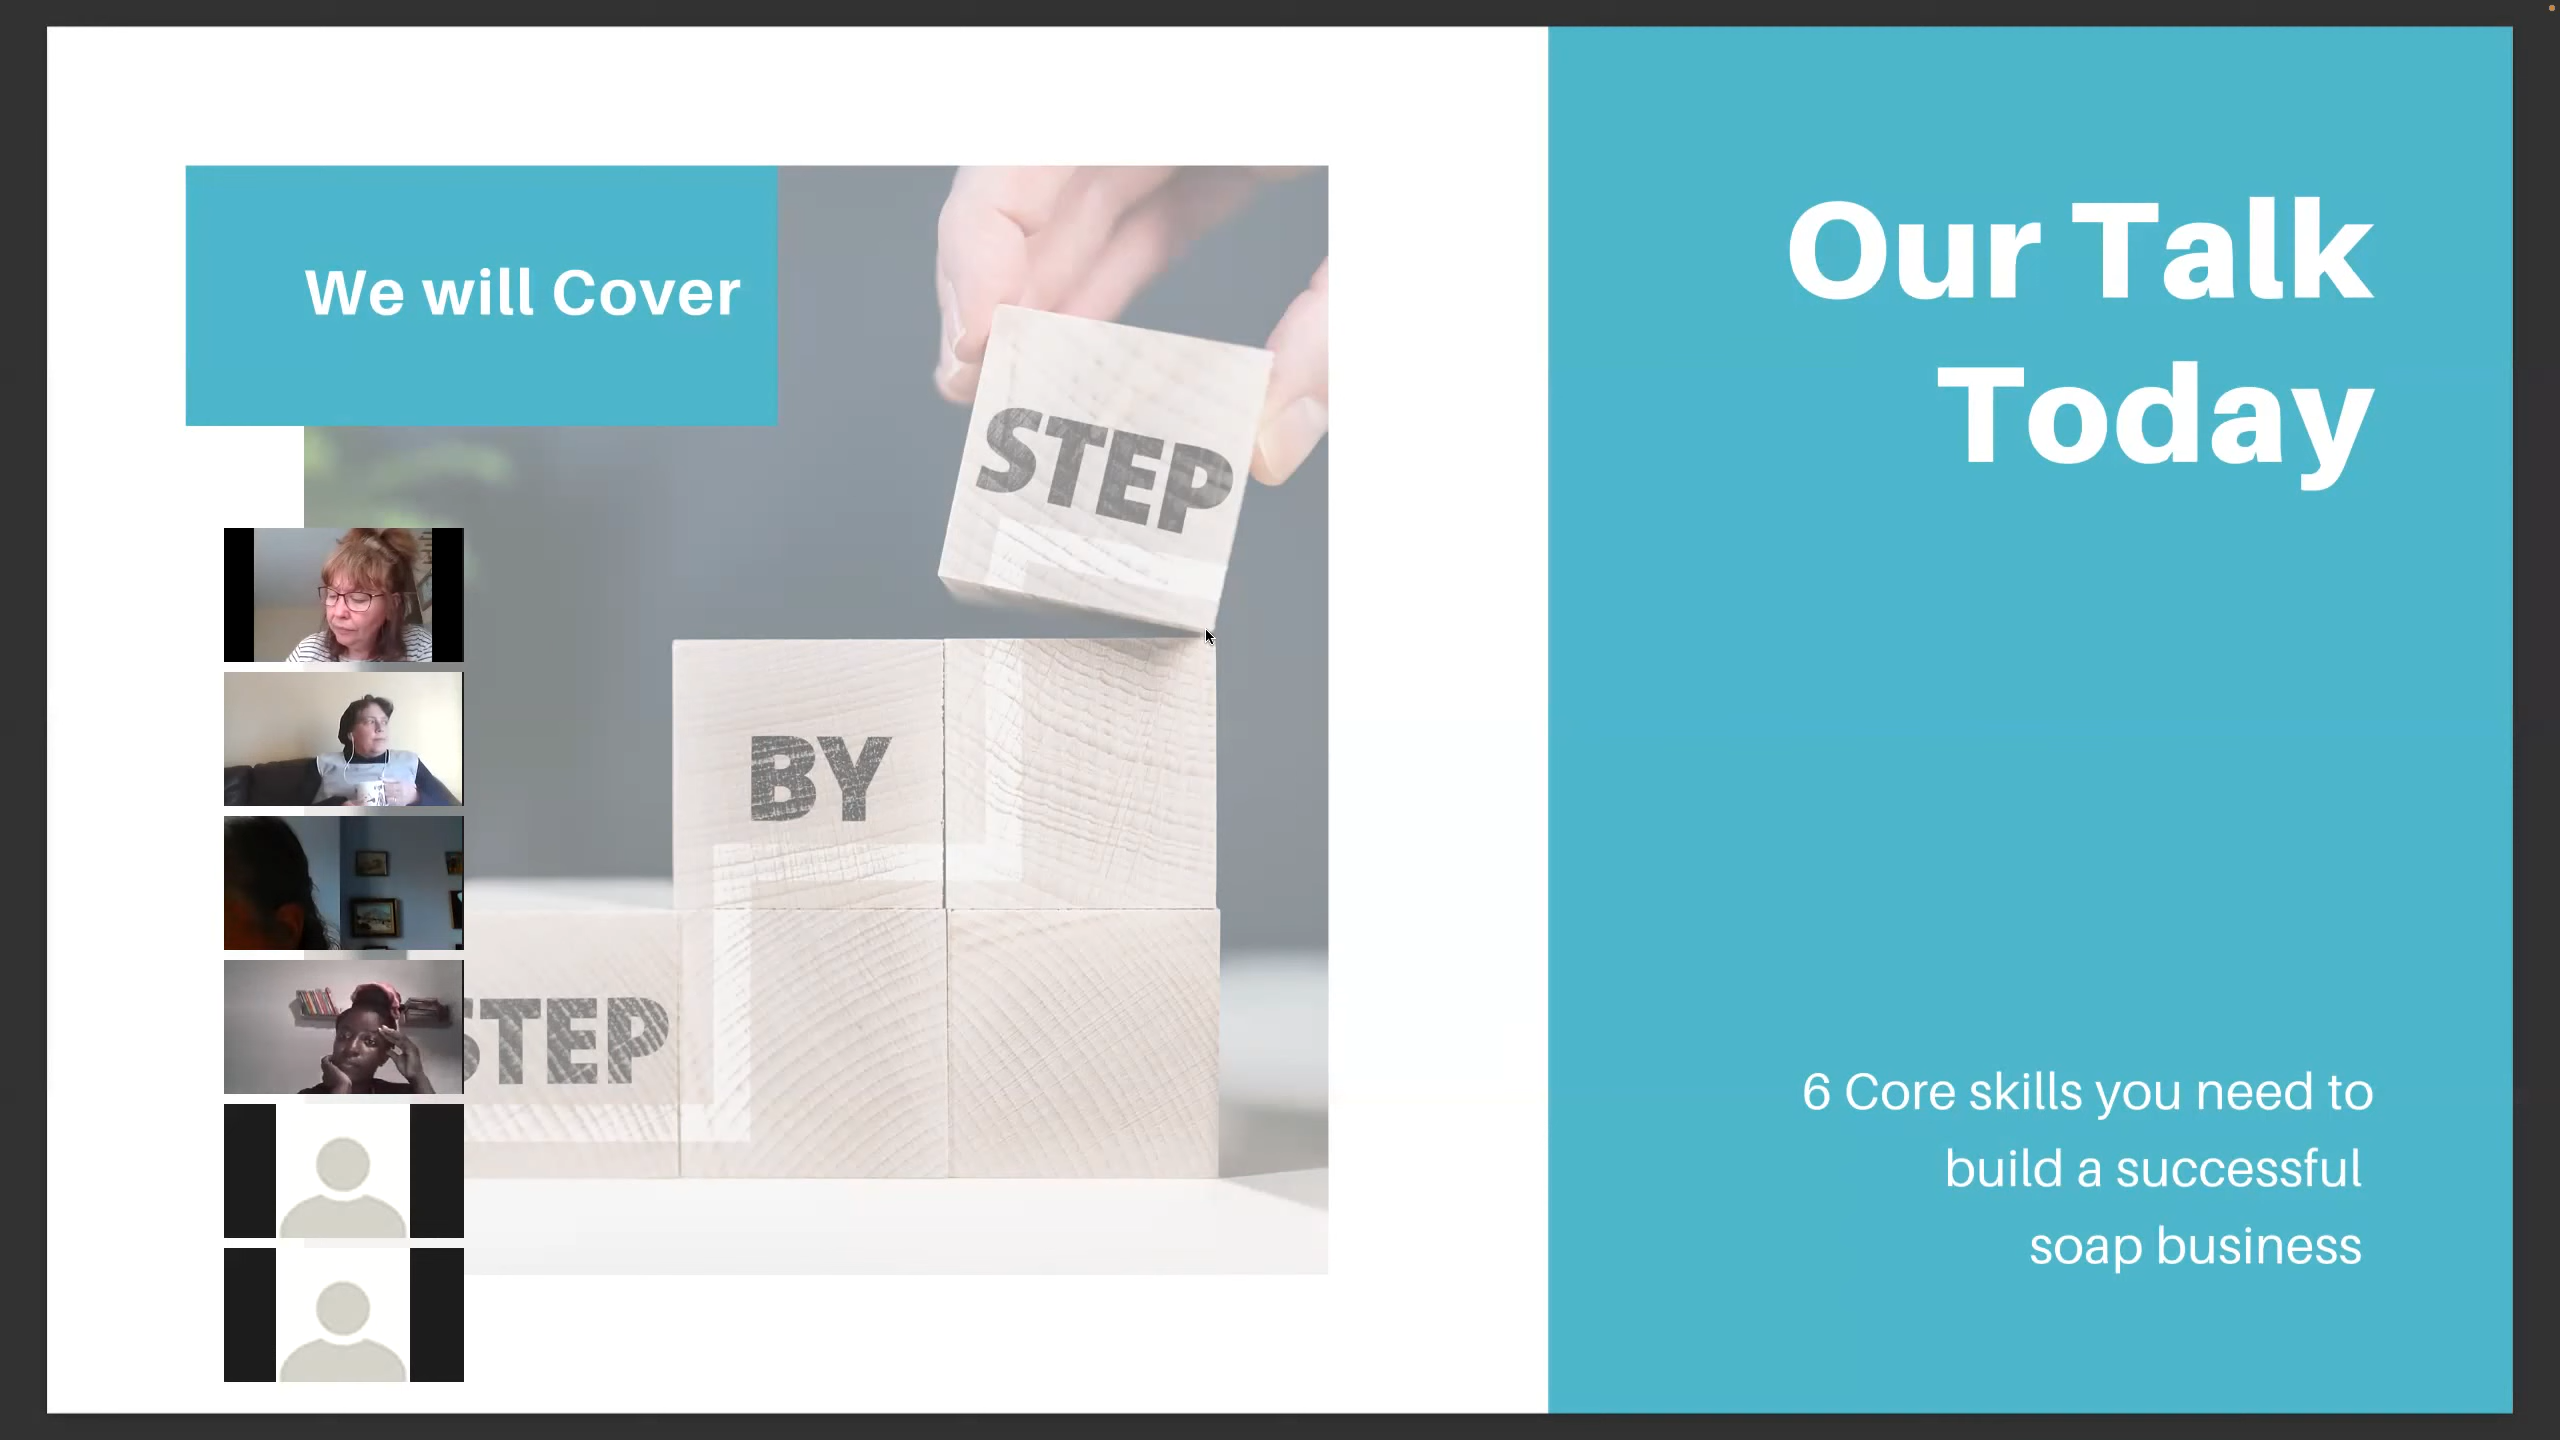 We will Cover
STEP
BY
STEP
Our Talk
Today
6 Core skills you need to
build a successful
soap business